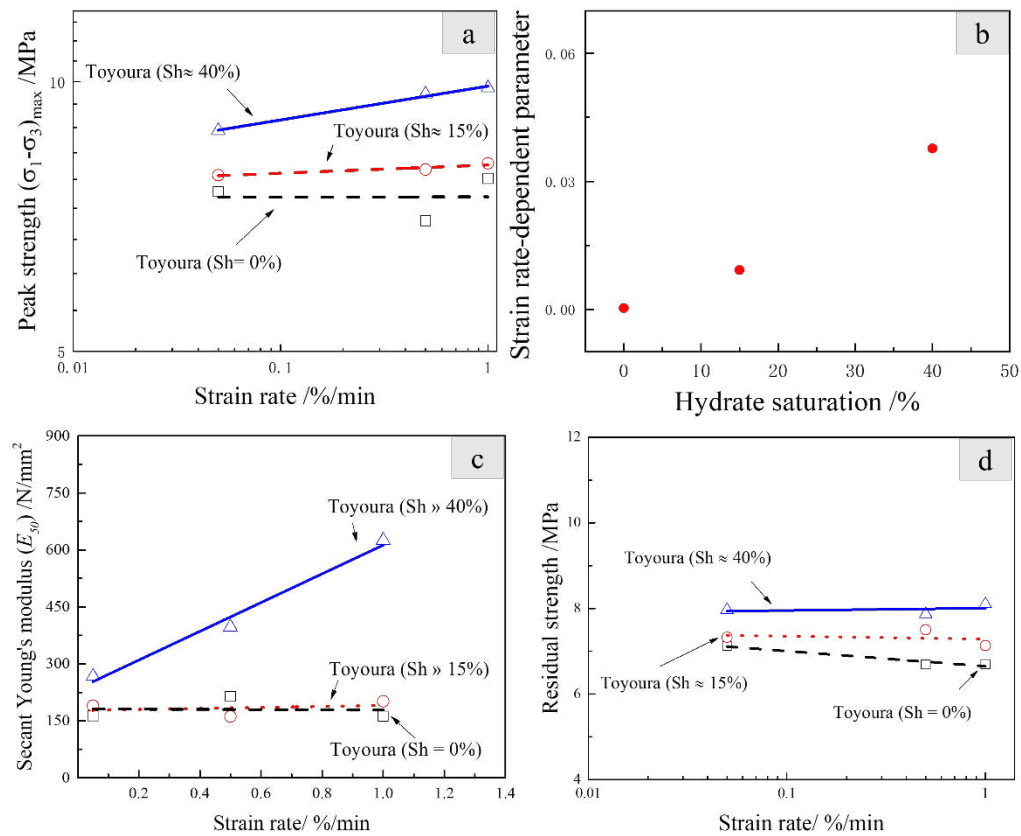 a
Peak strength (σ1-σ3)max /MPa
10
5
Toyoura (Sh≈ 40%)
Toyoura (Sh≈ 15%)
Toyoura (Sh= 0%)
0.01
0.1
1
Strain rate /%/min
b
Strain rate-dependent parameter
0.06
0.03
0.00
0
10
20
30
40
50
Hydrate saturation /%
c
Secant Young's modulus (E50) /N/mm2
900
750
600
450
300
150
0
Toyoura (Sh » 40%)
Toyoura (Sh » 15%)
Toyoura (Sh = 0%)
0.2
0.4
0.6
0.8
1.0
1.2
1.4
Strain rate/ %/min
d
Residual strength /MPa
12
10
8
6
4
Toyoura (Sh ≈ 40%)
Toyoura (Sh ≈ 15%)
Toyoura (Sh = 0%)
0.01
0.1
1
Strain rate/ %/min